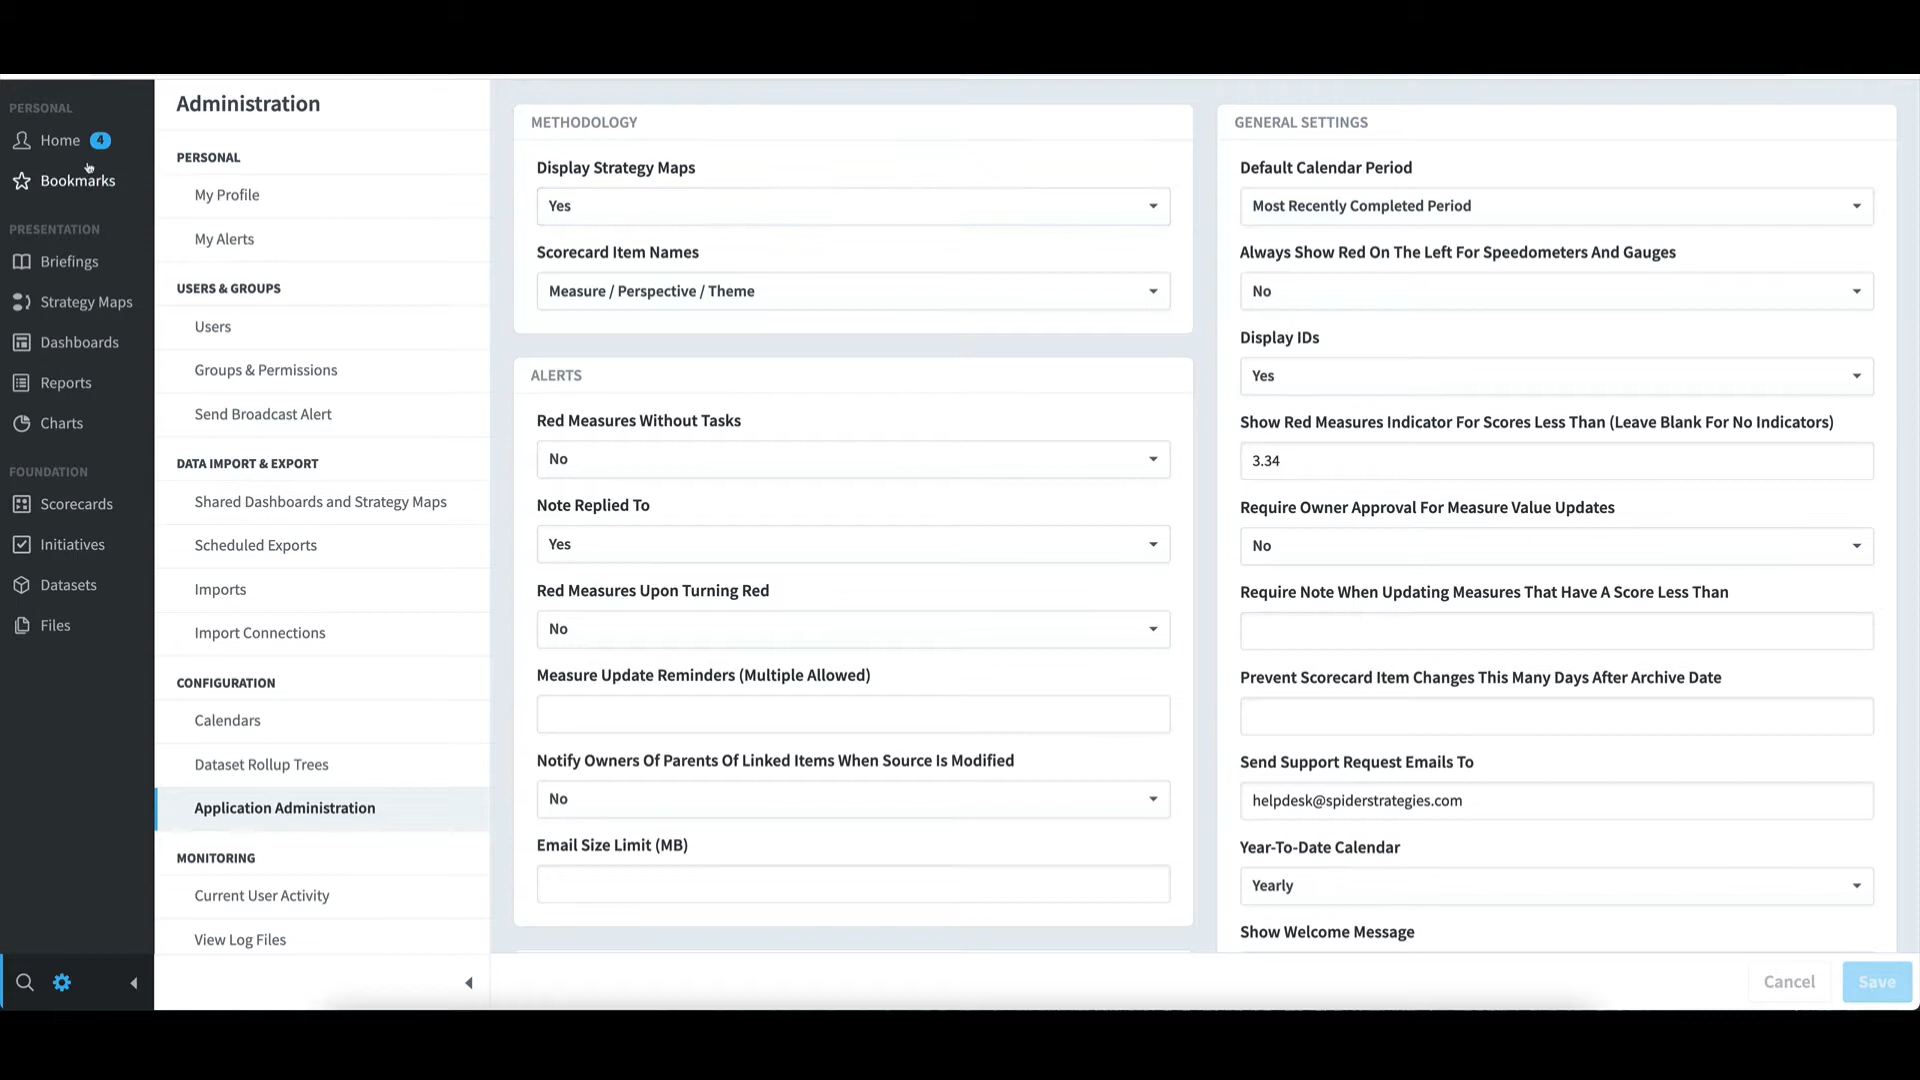 PERSONAL
Home 4
Bookmarks
PRESENTATION
Briefings
Strategy Maps
Dashboards
Reports
Charts
FOUNDATION
Scorecards
Initiatives
Datasets
Files
Administration
PERSONAL
My Profile
My Alerts
USERS & GROUPS
Users
Groups & Permissions
Send Broadcast Alert
DATA IMPORT & EXPORT
Shared Dashboards and Strategy Maps
Scheduled Exports
Imports
Import Connections
CONFIGURATION
Calendars
Dataset Rollup Trees
Application Administration
MONITORING
Current User Activity
View Log Files
METHODOLOGY
Display Strategy Maps
Yes
Scorecard Item Names
Measure / Perspective / Theme
ALERTS
Red Measures Without Tasks
No
Note Replied To
Yes
Red Measures Upon Turning Red
No
Measure Update Reminders (Multiple Allowed)
Notify Owners Of Parents Of Linked Items When Source Is Modified
No
Email Size Limit (MB)
GENERAL SETTINGS
Default Calendar Period
Most Recently Completed Period
Always Show Red On The Left For Speedometers And Gauges
No
Display IDs
Yes
Show Red Measures Indicator For Scores Less Than (Leave Blank For No Indicators)
3.34
Require Owner Approval For Measure Value Updates
No
Require Note When Updating Measures That Have A Score Less Than
Prevent Scorecard Item Changes This Many Days After Archive Date
Send Support Request Emails To
helpdesk@spiderstrategies.com
Year-To-Date Calendar
Yearly
Show Welcome Message
Cancel
Save